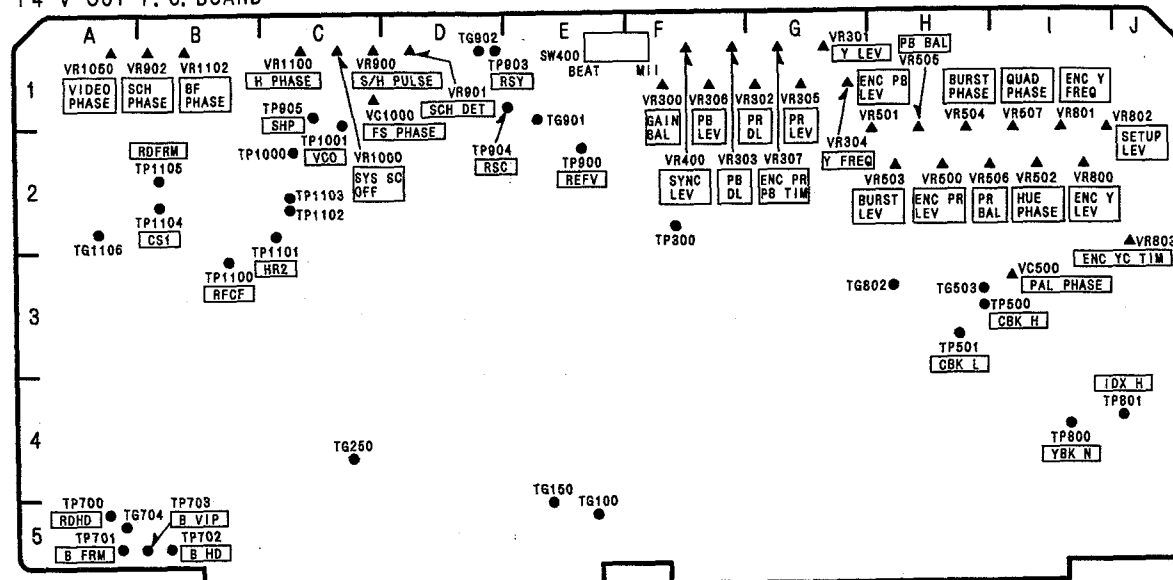 F4 V OUT P. C. BOARD
A B C D E F G H I J
1
2
3
4
5
VR1050
VIDEO
PHASE
VR902
SCH
PHASE
VR1102
BF
PHASE
VR1100
H PHASE
VR900
S/H PULSE
VR901
SCH DET
VC1000
FS PHASE
TG902
TP903
RSY
SW400
BEAT MII
TP905
SHP
TP1001
VCO
VR1000
SYS SC
OFF
TP904
RSC
TG901
TP900
REFV
VR300
GAIN
BAL
VR306
PB
LEV
VR302
PR
DL
VR305
PR
LEV
VR301
Y LEV
VR304
Y FREQ
PB BAL
VR505
ENC PB
LEV
VR501
BURST
PHASE
VR504
QUAD
PHASE
VR507
ENC Y
FREQ
VR801
VR802
SETUP
LEV
VR400
SYNC
LEV
VR303
PB
DL
VR307
ENC PR
PB TIM
VR503
BURST
LEV
VR500
ENC PR
LEV
VR506
PR
BAL
VR502
HUE
PHASE
VR800
ENC Y
LEV
VR803
ENC YC TIM
RDFRM
TP1105
TP1000
TP1103
TP1102
TP1104
CS1
TG1106
TP1101
HR2
TP1100
RFCF
TP300
TG802
TG503
VC500
PAL PHASE
TP500
CBK H
TP501
CBK L
IDX H
TP801
TP800
YBK N
TG250
TG150
TG100
TP700
RDHD
TG704
TP703
B VIP
TP701
B FRM
TP702
B HD